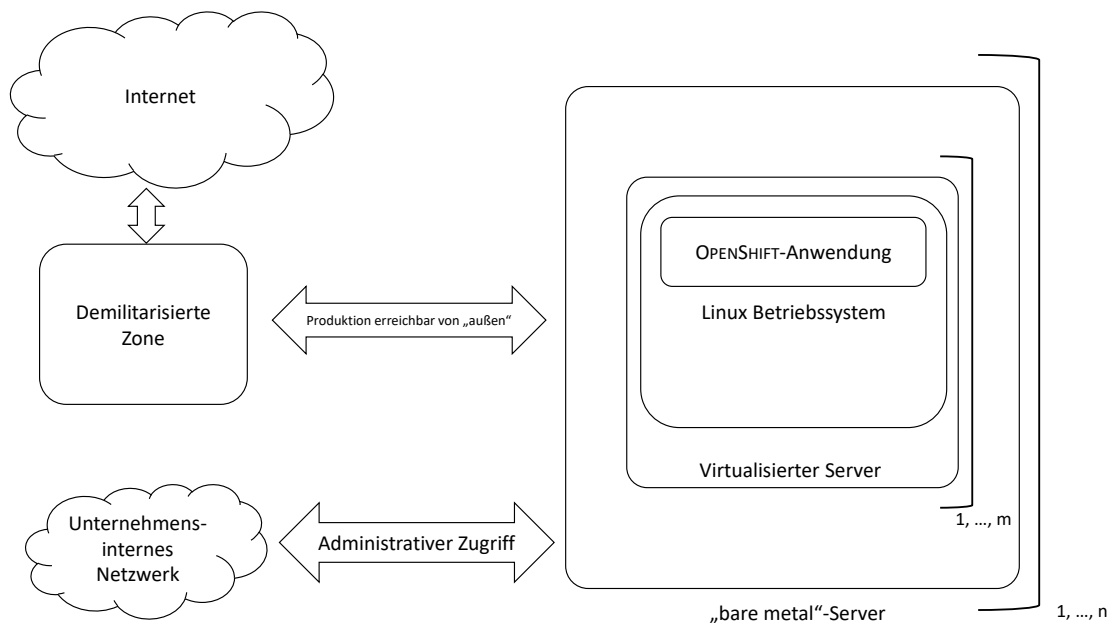 Internet
Demilitarisierte
Zone
Produktion erreichbar von „außen“
OPENSHIFT-Anwendung
Linux Betriebssystem
Virtualisierter Server
1, …, m
Unternehmens-
internes
Netzwerk
Administrativer Zugriff
„bare metal“-Server
1, …, n